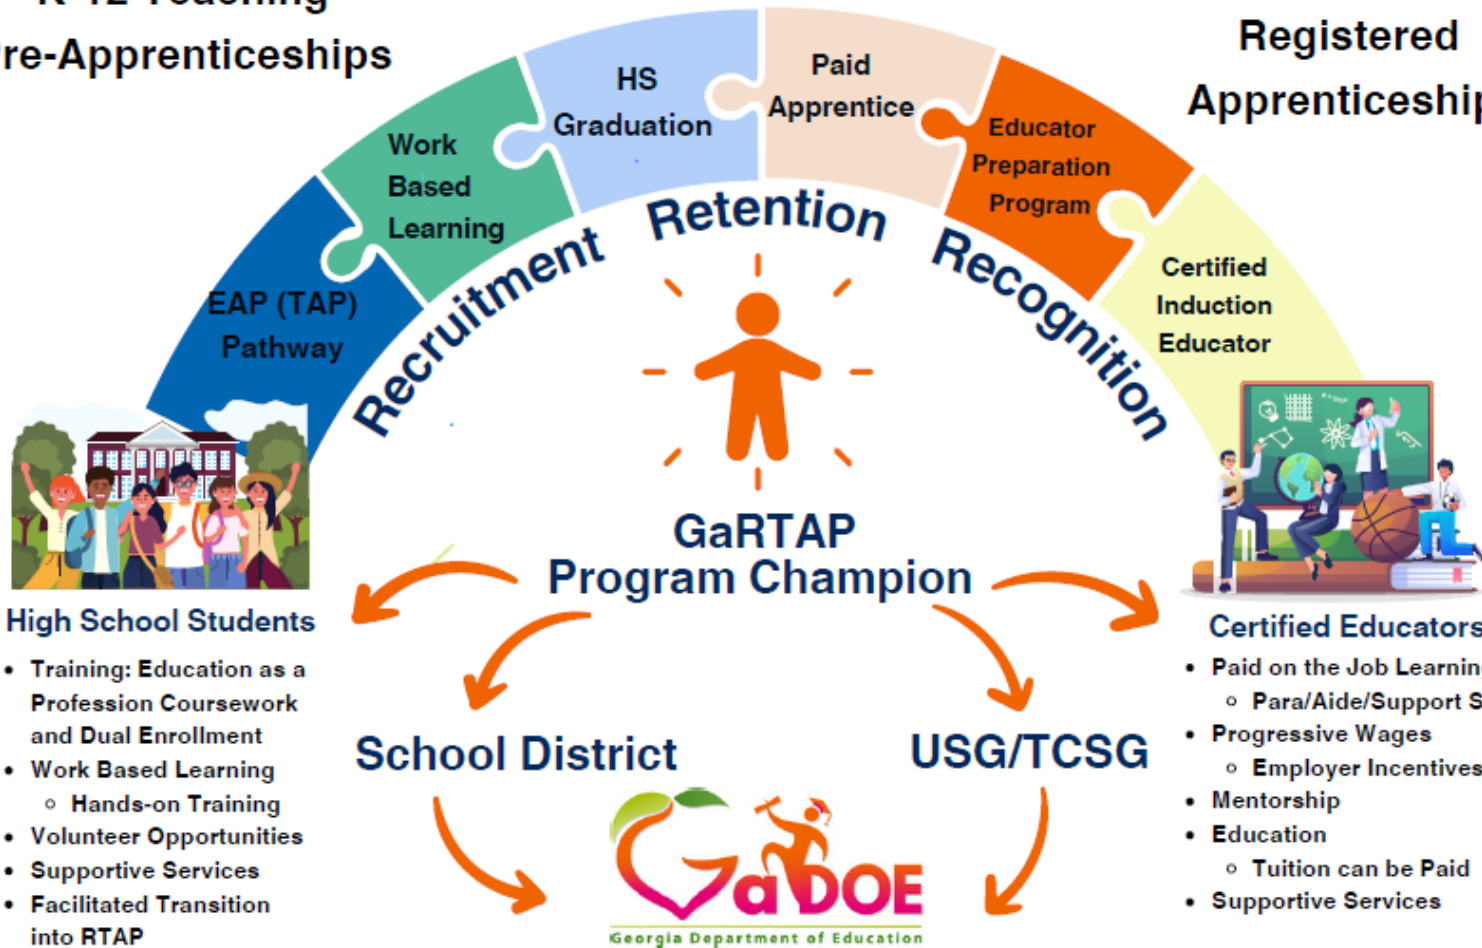 K-12 Teaching
re-Apprenticeships
Registered
Apprenticeship
HS
Graduation
Paid
Apprentice
Work
Based
Learning
Educator
Preparation
Program
EAP (TAP)
Pathway
Certified
Induction
Educator
Recruitment Retention Recognition
GaRTAP
Program Champion
High School Students
• Training: Education as a
Profession Coursework
and Dual Enrollment
• Work Based Learning
◦ Hands-on Training
• Volunteer Opportunities
• Supportive Services
• Facilitated Transition
into RTAP
School District
USG/TCSG
GaDOE
Georgia Department of Education
Certified Educators
• Paid on the Job Learnin
◦ Para/Aide/Support S
• Progressive Wages
◦ Employer Incentives
• Mentorship
• Education
◦ Tuition can be Paid
• Supportive Services